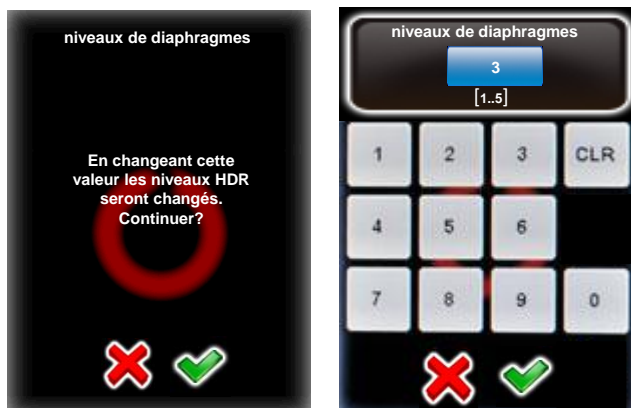 niveaux de diaphragmes
En changeant cette
valeur les niveaux HDR
seront changés.
Continuer?
niveaux de diaphragmes
3
[1..5]
1 2 3 CLR
4 5 6
7 8 9 0